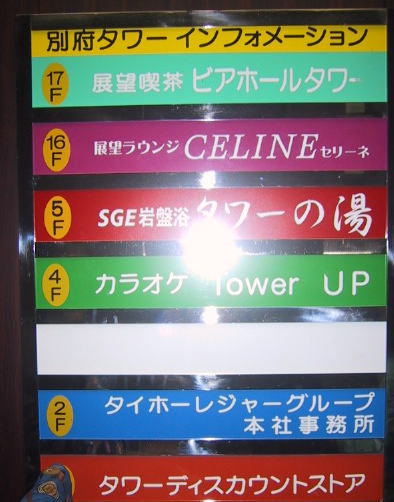 別府タワー インフォメーション
17F 展望喫茶 ビアホールタワー
16F 展望ラウンジ CELINE セリーネ
5F SGE岩盤浴 タワーの湯
4F カラオケ Tower UP
2F タイホーレジャーグループ
本社事務所
タワーディスカウントストア